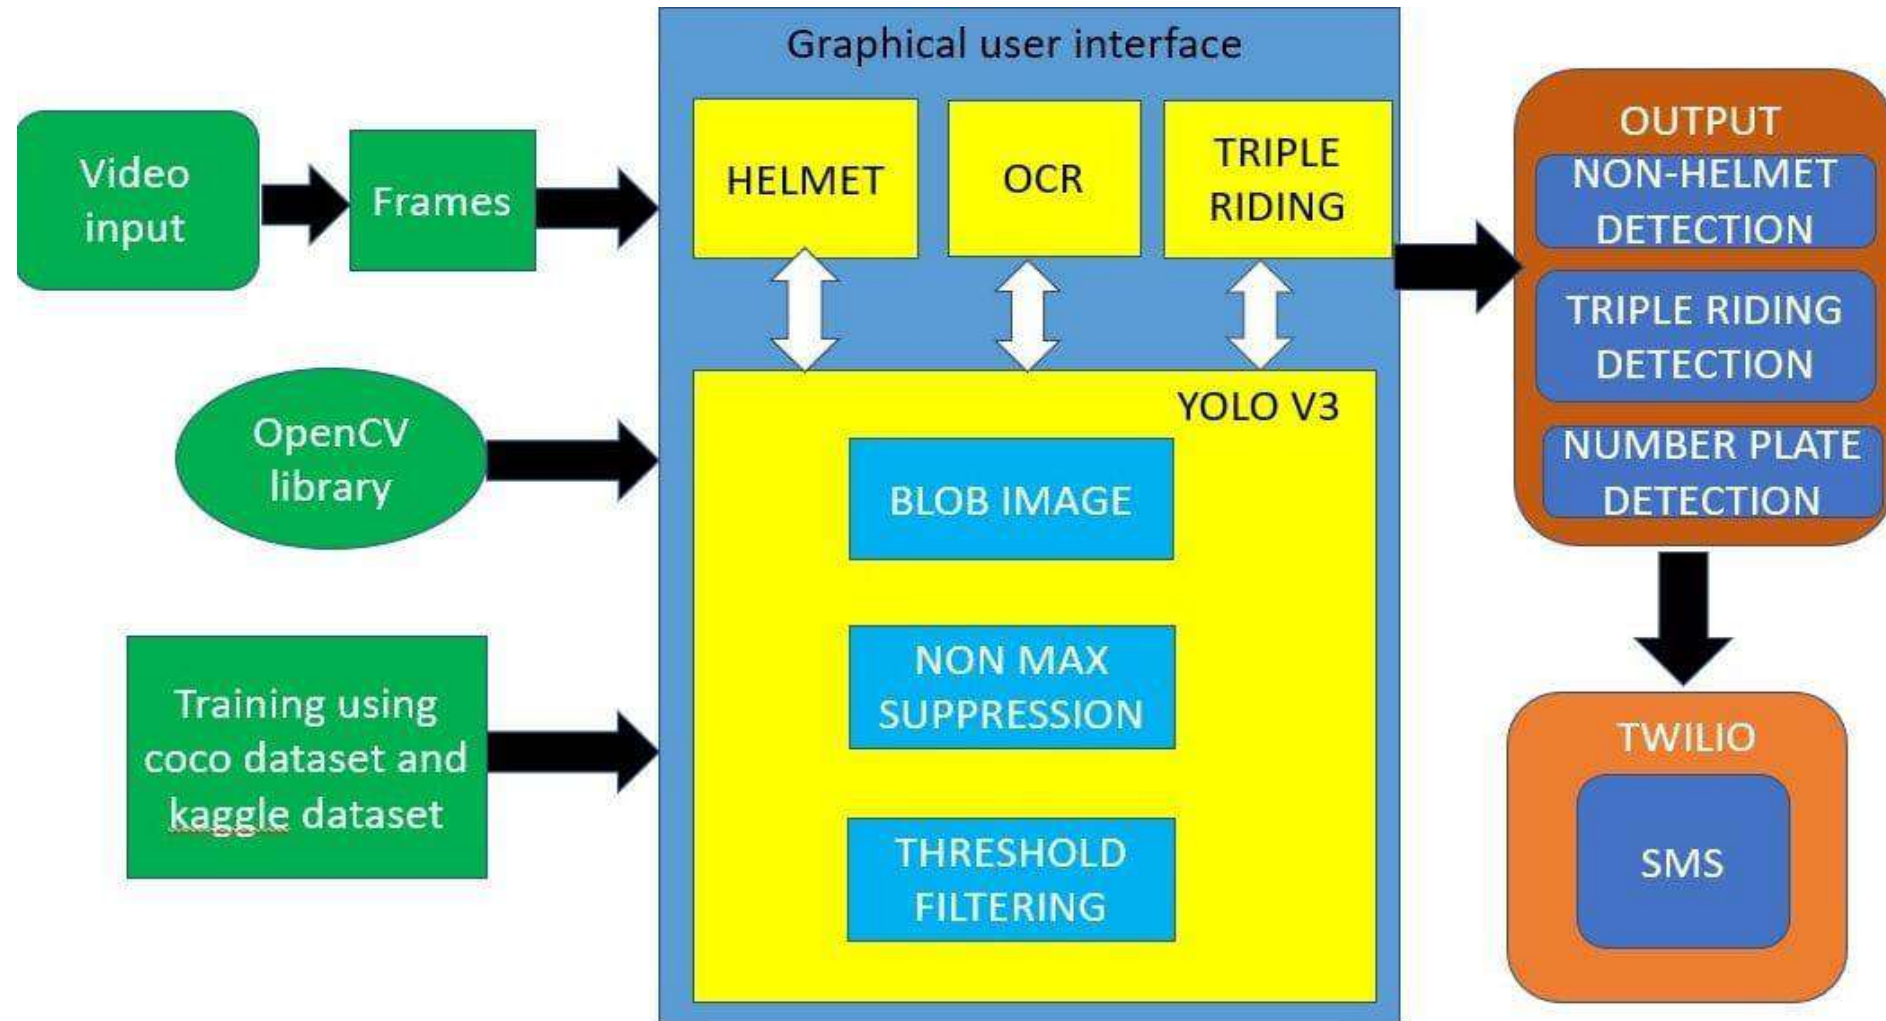 Graphical user interface
Video
input
Frames
HELMET
OCR
TRIPLE
RIDING
OUTPUT
NON-HELMET
DETECTION
TRIPLE RIDING
DETECTION
NUMBER PLATE
DETECTION
OpenCV
library
YOLO V3
BLOB IMAGE
NON MAX
SUPPRESSION
THRESHOLD
FILTERING
Training using
coco dataset and
kaggle dataset
TWILIO
SMS